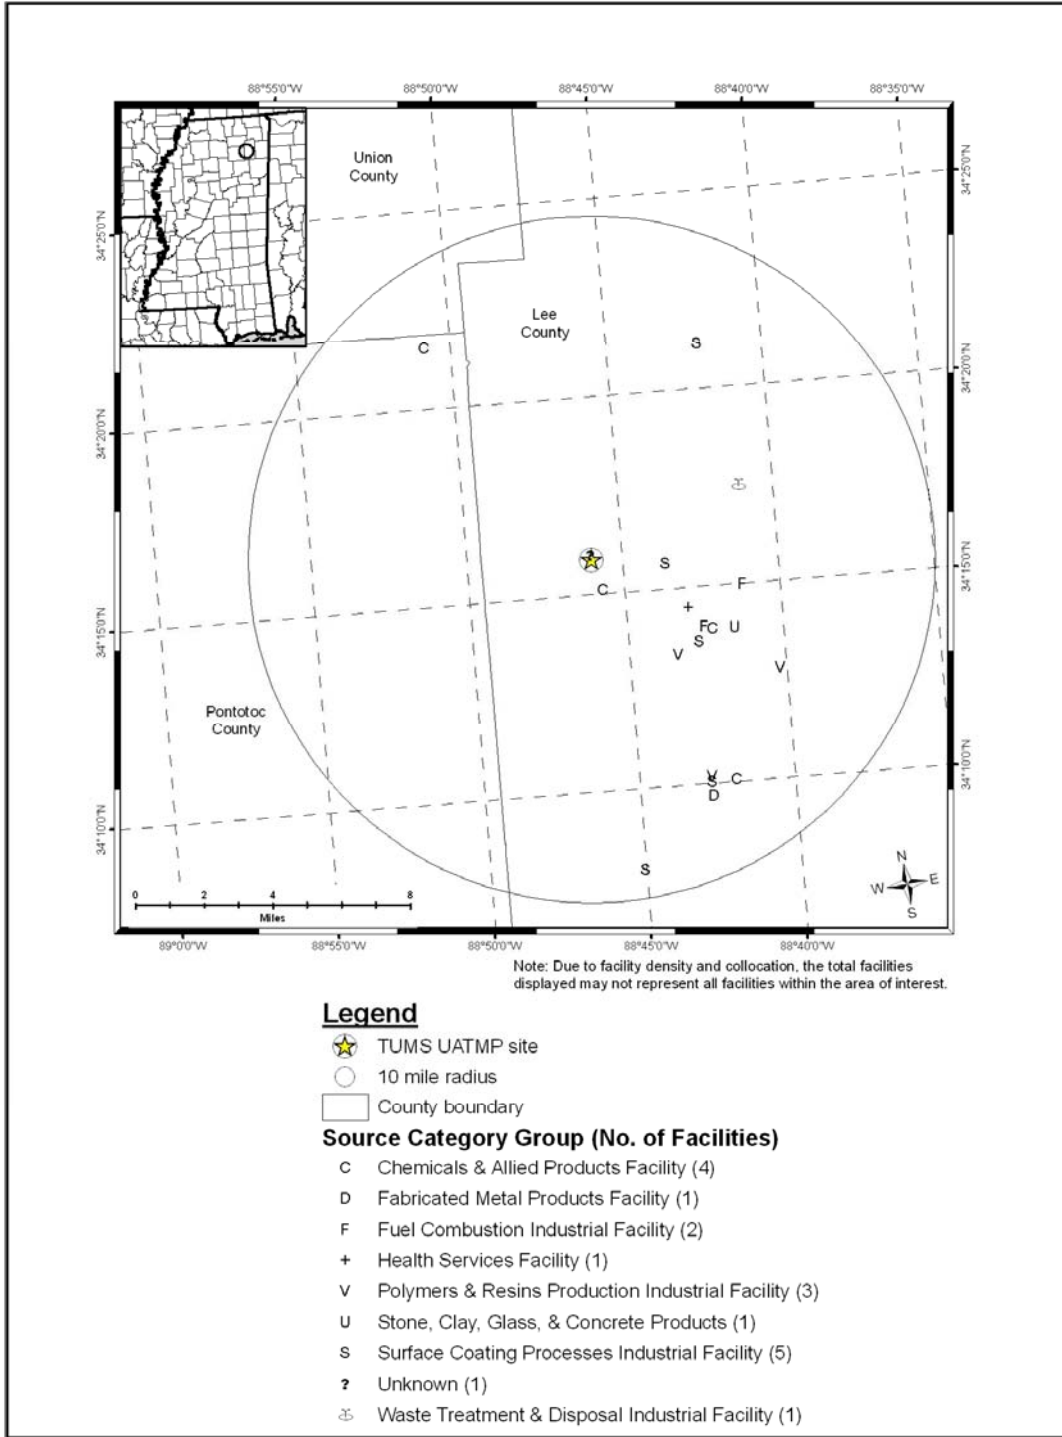 88°55'0"W 88°50'0"W 88°45'0"W 88°40'0"W 88°35'0"W
Union
County
34°25'0"N
34°25'0"N
Lee
County
C
S
34°20'0"N
34°20'0"N
?
S
34°15'0"N
C
F
+
F C U
S
34°15'0"N
V
V
Pontotoc
County
34°10'0"N
V
S C
D
34°10'0"N
S
N
W E
S
0 2 4 8
Miles
89°0'0"W 88°55'0"W 88°50'0"W 88°45'0"W 88°40'0"W
Note: Due to facility density and collocation, the total facilities
displayed may not represent all facilities within the area of interest.
Legend
TUMS UATMP site
10 mile radius
County boundary
Source Category Group (No. of Facilities)
C Chemicals & Allied Products Facility (4)
D Fabricated Metal Products Facility (1)
F Fuel Combustion Industrial Facility (2)
+ Health Services Facility (1)
V Polymers & Resins Production Industrial Facility (3)
U Stone, Clay, Glass, & Concrete Products (1)
S Surface Coating Processes Industrial Facility (5)
? Unknown (1)
Waste Treatment & Disposal Industrial Facility (1)